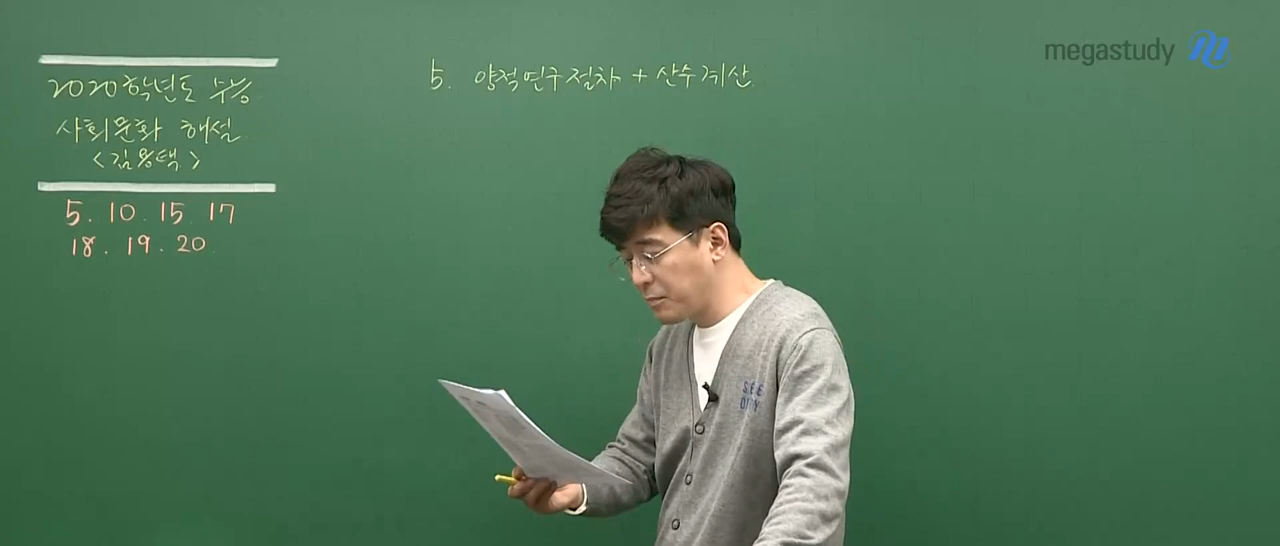 2020학년도 수능
사회문화 해설
<김용택>
5. 10. 15. 17
18. 19. 20.
5. 양적연구절차 + 산수계산
megastudy
SEE